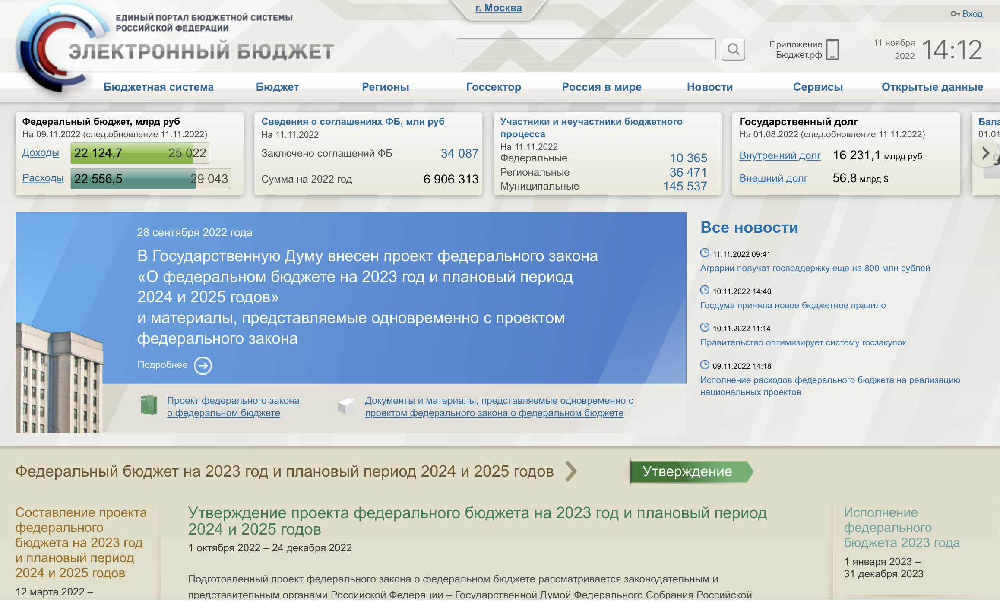 г. Москва
Вход
ЕДИНЫЙ ПОРТАЛ БЮДЖЕТНОЙ СИСТЕМЫ
РОССИЙСКОЙ ФЕДЕРАЦИИ
ЭЛЕКТРОННЫЙ БЮДЖЕТ
Приложение
Бюджет.рф
11 ноября
2022
14:12
Бюджетная система
Бюджет
Регионы
Госсектор
Россия в мире
Новости
Сервисы
Открытые данные
Федеральный бюджет, млрд руб
На 09.11.2022 (след.обновление 11.11.2022)
Доходы 22 124,7 25 022
Расходы 22 556,5 29 043
Сведения о соглашениях ФБ, млн руб
На 11.11.2022
Заключено соглашений ФБ 34 087
Сумма на 2022 год 6 906 313
Участники и неучастники бюджетного
процесса
На 11.11.2022
Федеральные 10 365
Региональные 36 471
Муниципальные 145 537
Государственный долг
На 01.08.2022 (след.обновление 11.11.2022)
Внутренний долг 16 231,1 млрд руб
Внешний долг 56,8 млрд $
28 сентября 2022 года
В Государственную Думу внесен проект федерального закона
«О федеральном бюджете на 2023 год и плановый период
2024 и 2025 годов»
и материалы, представляемые одновременно с проектом
федерального закона
Подробнее
Проект федерального закона
о федеральном бюджете
Документы и материалы, представляемые одновременно с
проектом федерального закона о федеральном бюджете
Все новости
11.11.2022 09:41
Аграрии получат господдержку еще на 800 млн рублей
10.11.2022 14:40
Госдума приняла новое бюджетное правило
10.11.2022 11:14
Правительство оптимизирует систему госзакупок
09.11.2022 14:18
Исполнение расходов федерального бюджета на реализацию
национальных проектов
Федеральный бюджет на 2023 год и плановый период 2024 и 2025 годов
Утверждение
Составление проекта
федерального
бюджета на 2023 год
и плановый период
2024 и 2025 годов
12 марта 2022 –
Утверждение проекта федерального бюджета на 2023 год и плановый период
2024 и 2025 годов
1 октября 2022 – 24 декабря 2022
Подготовленный проект федерального закона о федеральном бюджете рассматривается законодательным и
представительным органами Российской Федерации – Государственной Думой Федерального Собрания Российской
Исполнение
федерального
бюджета 2023 года
1 января 2023 –
31 декабря 2023